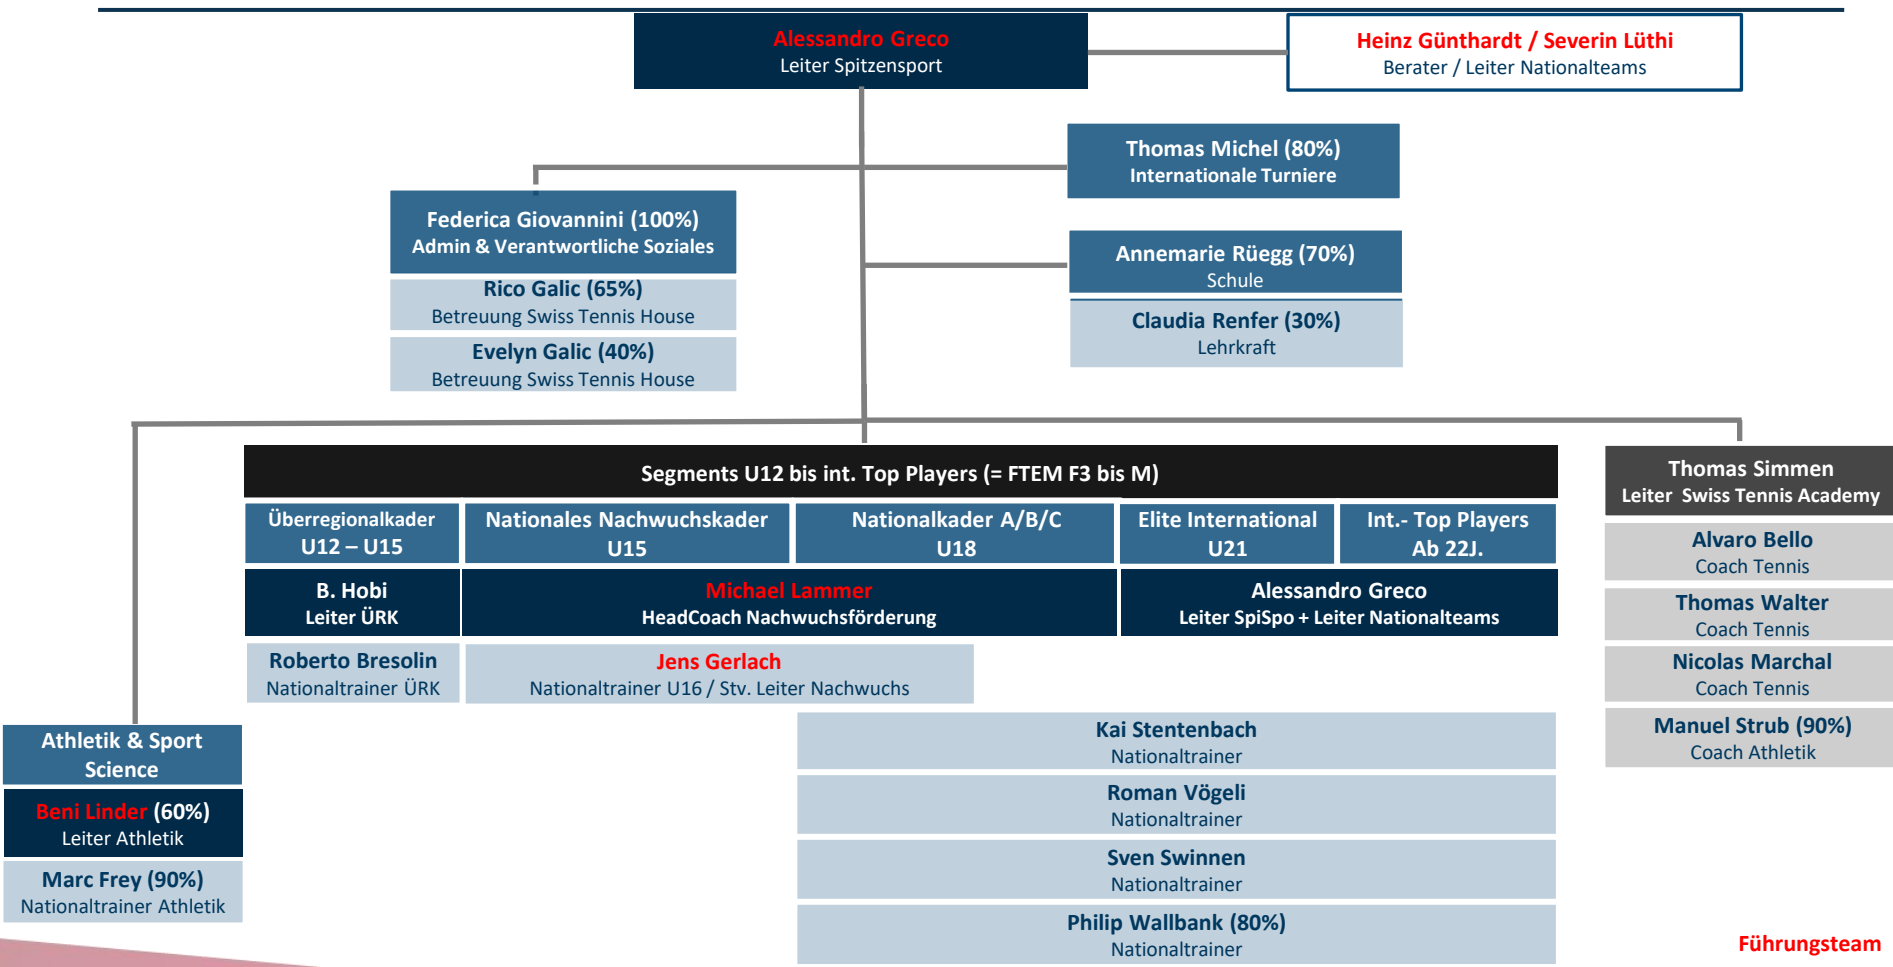 Alessandro Greco
Leiter Spitzensport
Heinz Günthardt / Severin Lüthi
Berater / Leiter Nationalteams
Thomas Michel (80%)
Internationale Turniere
Federica Giovannini (100%)
Admin & Verantwortliche Soziales
Rico Galic (65%)
Betreuung Swiss Tennis House
Evelyn Galic (40%)
Betreuung Swiss Tennis House
Annemarie Rüegg (70%)
Schule
Claudia Renfer (30%)
Lehrkraft
Segments U12 bis int. Top Players (= FTEM F3 bis M)
Überregionalkader
U12 – U15
Nationales Nachwuchskader
U15
Nationalkader A/B/C
U18
Elite International
U21
Int.- Top Players
Ab 22J.
B. Hobi
Leiter ÜRK
Michael Lammer
HeadCoach Nachwuchsförderung
Alessandro Greco
Leiter SpiSpo + Leiter Nationalteams
Roberto Bresolin
Nationaltrainer ÜRK
Jens Gerlach
Nationaltrainer U16 / Stv. Leiter Nachwuchs
Kai Stentenbach
Nationaltrainer
Roman Vögeli
Nationaltrainer
Sven Swinnen
Nationaltrainer
Philip Wallbank (80%)
Nationaltrainer
Thomas Simmen
Leiter Swiss Tennis Academy
Alvaro Bello
Coach Tennis
Thomas Walter
Coach Tennis
Nicolas Marchal
Coach Tennis
Manuel Strub (90%)
Coach Athletik
Athletik & Sport
Science
Beni Linder (60%)
Leiter Athletik
Marc Frey (90%)
Nationaltrainer Athletik
Führungsteam